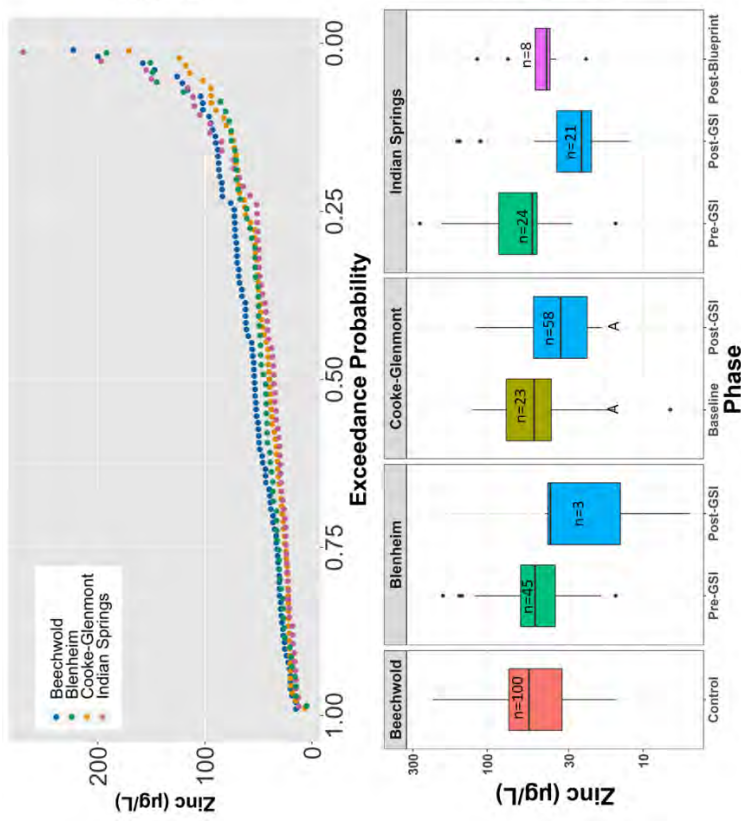 Zinc (µg/L)
200
100
0
Beechwold
Blenheim
Cooke-Glenmont
Indian Springs
1.00
0.75
0.50
0.25
0.00
Exceedance Probability
Zinc (µg/L)
300
100
30
10
Beechwold
Blenheim
Cooke-Glenmont
Indian Springs
n=100
n=45
n=3
n=23
n=58
n=24
n=21
n=8
A
A
Control
Pre-GSI
Post-GSI
Baseline
Post-GSI
Pre-GSI
Post-GSI
Post-Blueprint
Phase